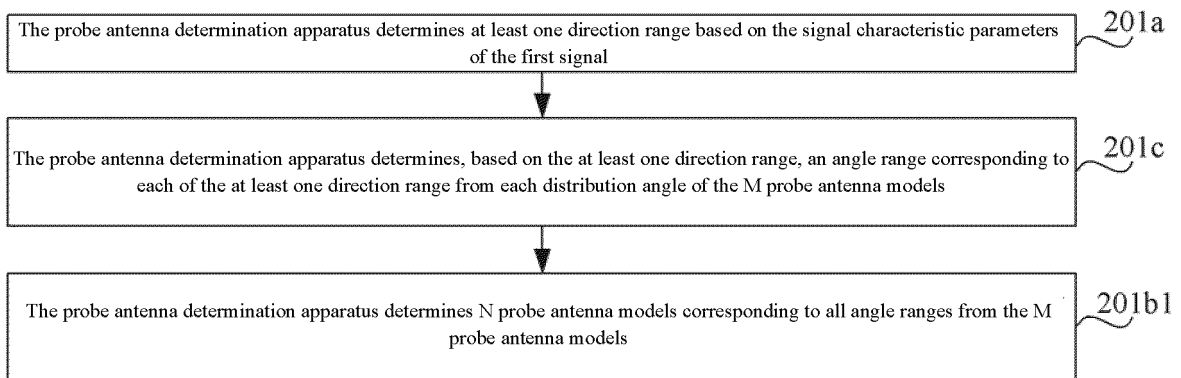 The probe antenna determination apparatus determines at least one direction range based on the signal characteristic parameters
of the first signal
201a
The probe antenna determination apparatus determines, based on the at least one direction range, an angle range corresponding to
each of the at least one direction range from each distribution angle of the M probe antenna models
201c
The probe antenna determination apparatus determines N probe antenna models corresponding to all angle ranges from the M
probe antenna models
201b1